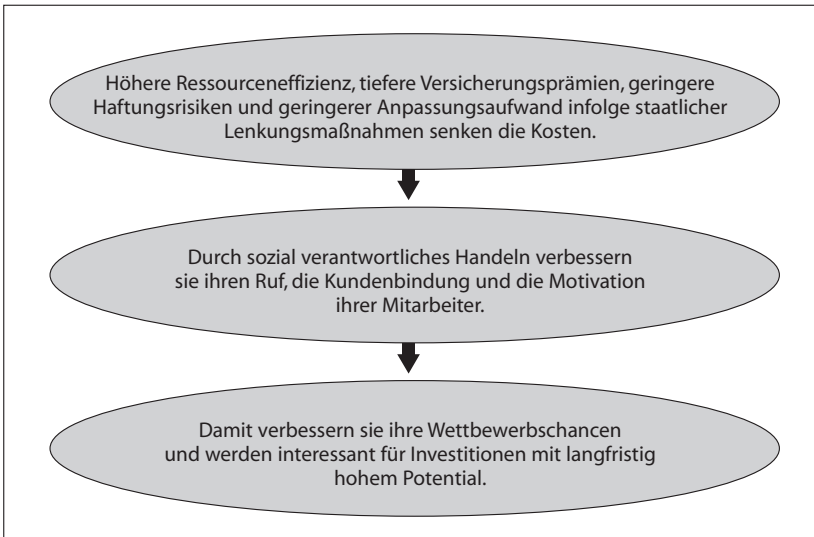 Höhere Ressourceneffizienz, tiefere Versicherungsprämien, geringere
Haftungsrisiken und geringerer Anpassungsaufwand infolge staatlicher
Lenkungsmaßnahmen senken die Kosten.
Durch sozial verantwortliches Handeln verbessern
sie ihren Ruf, die Kundenbindung und die Motivation
ihrer Mitarbeiter.
Damit verbessern sie ihre Wettbewerbschancen
und werden interessant für Investitionen mit langfristig
hohem Potential.